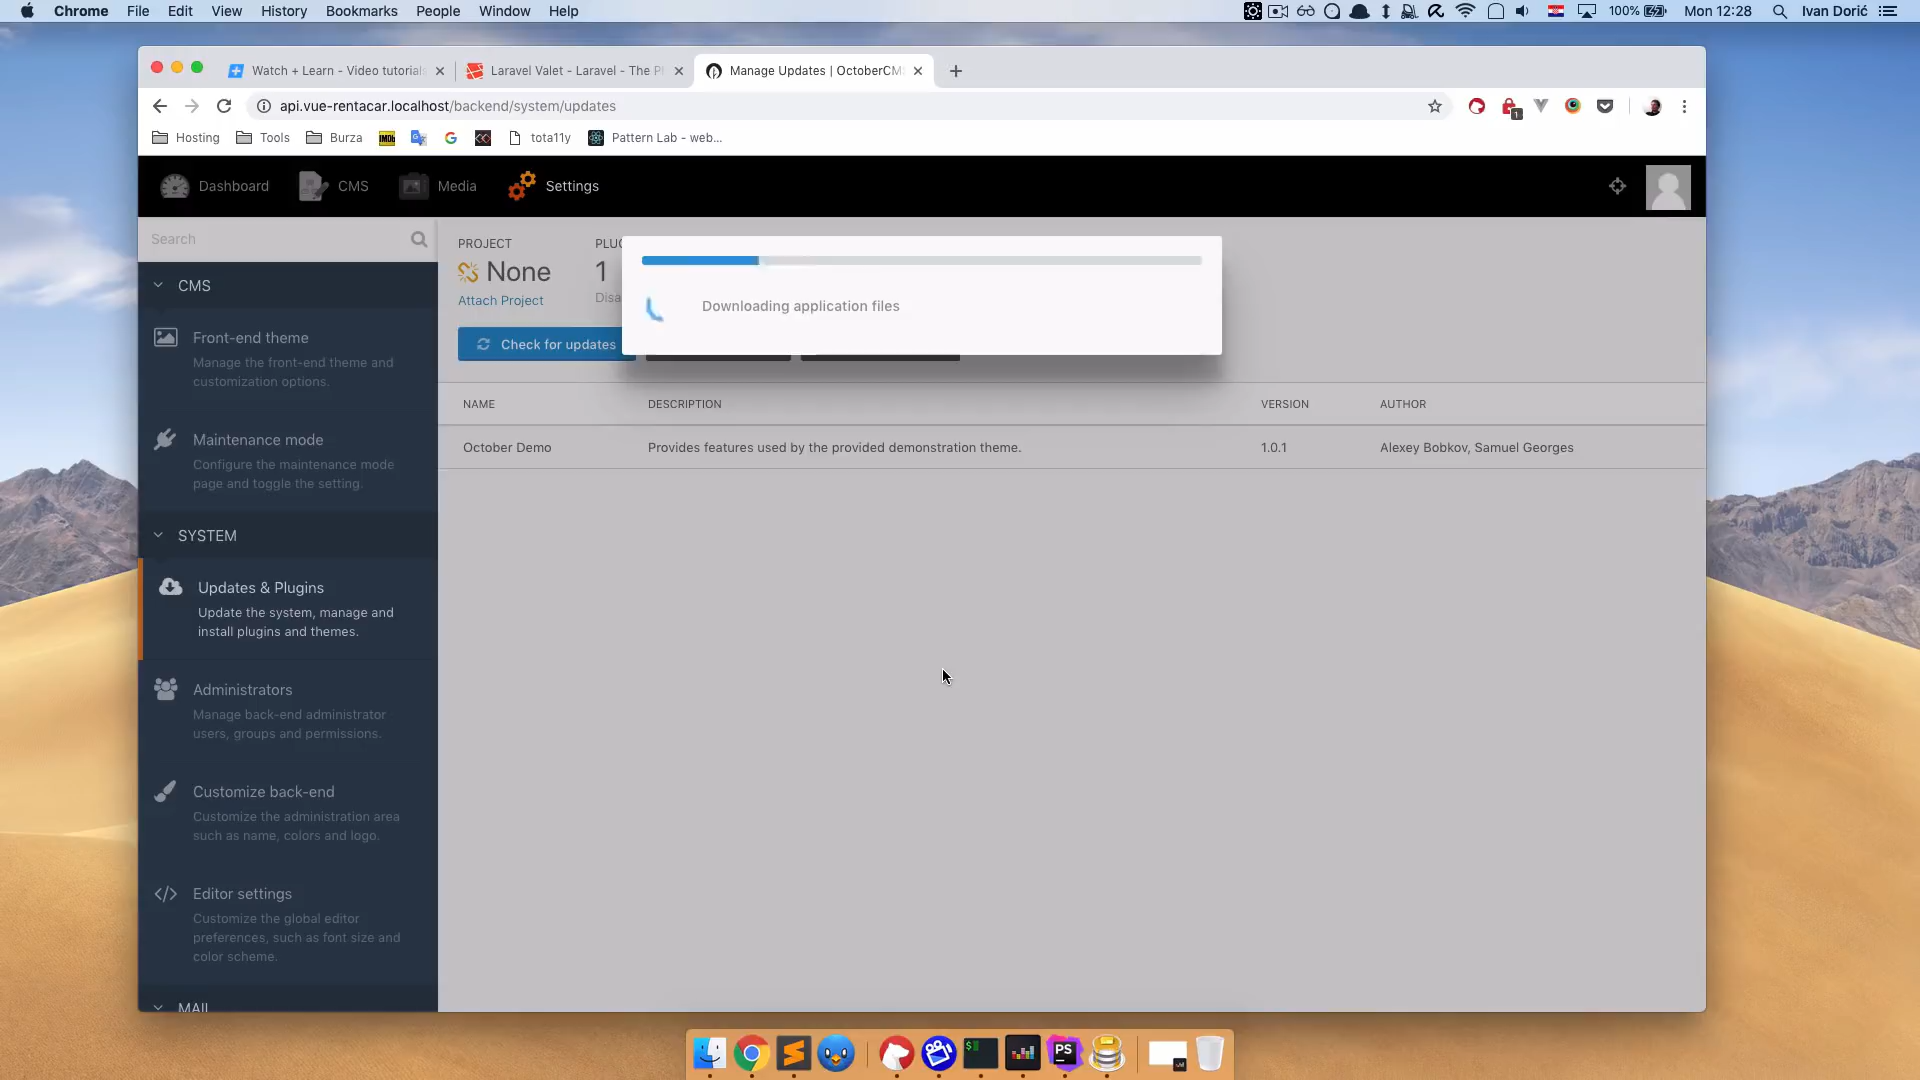 Chrome File Edit View History Bookmarks People Window Help 100% Mon 12:28 Ivan Dorić
Watch + Learn - Video tutorials
Laravel Valet - Laravel - The P
Manage Updates | OctoberCM
api.vue-rentacar.localhost/backend/system/updates
1
Hosting Tools Burza IMDb tota11y Pattern Lab - web...
Dashboard CMS Media Settings
Search
CMS
Front-end theme
Manage the front-end theme and
customization options.
Maintenance mode
Configure the maintenance mode
page and toggle the setting.
SYSTEM
Updates & Plugins
Update the system, manage and
install plugins and themes.
Administrators
Manage back-end administrator
users, groups and permissions.
Customize back-end
Customize the administration area
such as name, colors and logo.
Editor settings
Customize the global editor
preferences, such as font size and
color scheme.
MAIL
PROJECT
None
Attach Project
PLUG
1
Disa
Check for updates
Downloading application files
NAME DESCRIPTION VERSION AUTHOR
October Demo Provides features used by the provided demonstration theme. 1.0.1 Alexey Bobkov, Samuel Georges
PS